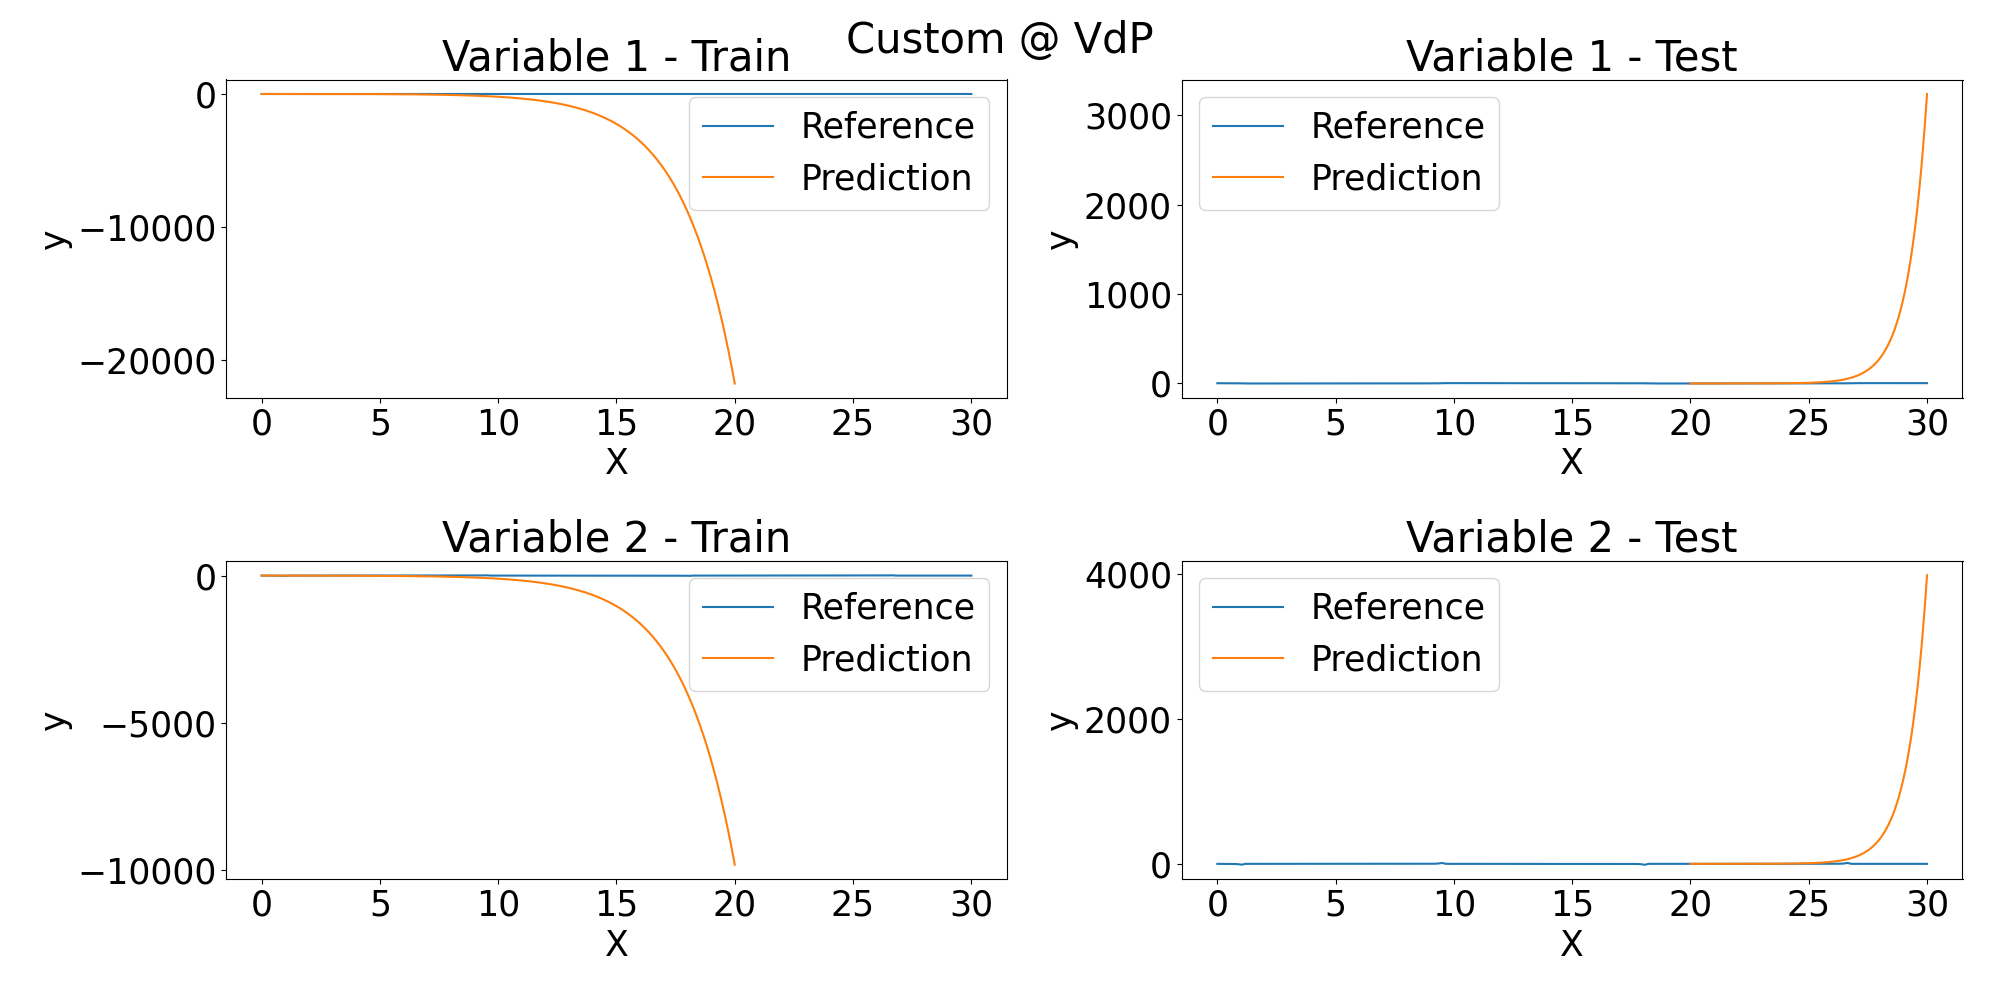 Custom @ VdP
Variable 1 - Train
0
−10000
−20000
y
Reference
Prediction
0 5 10 15 20 25 30
X
Variable 1 - Test
3000
2000
1000
0
y
Reference
Prediction
0 5 10 15 20 25 30
X
Variable 2 - Train
0
−5000
−10000
y
Reference
Prediction
0 5 10 15 20 25 30
X
Variable 2 - Test
4000
2000
0
y
Reference
Prediction
0 5 10 15 20 25 30
X